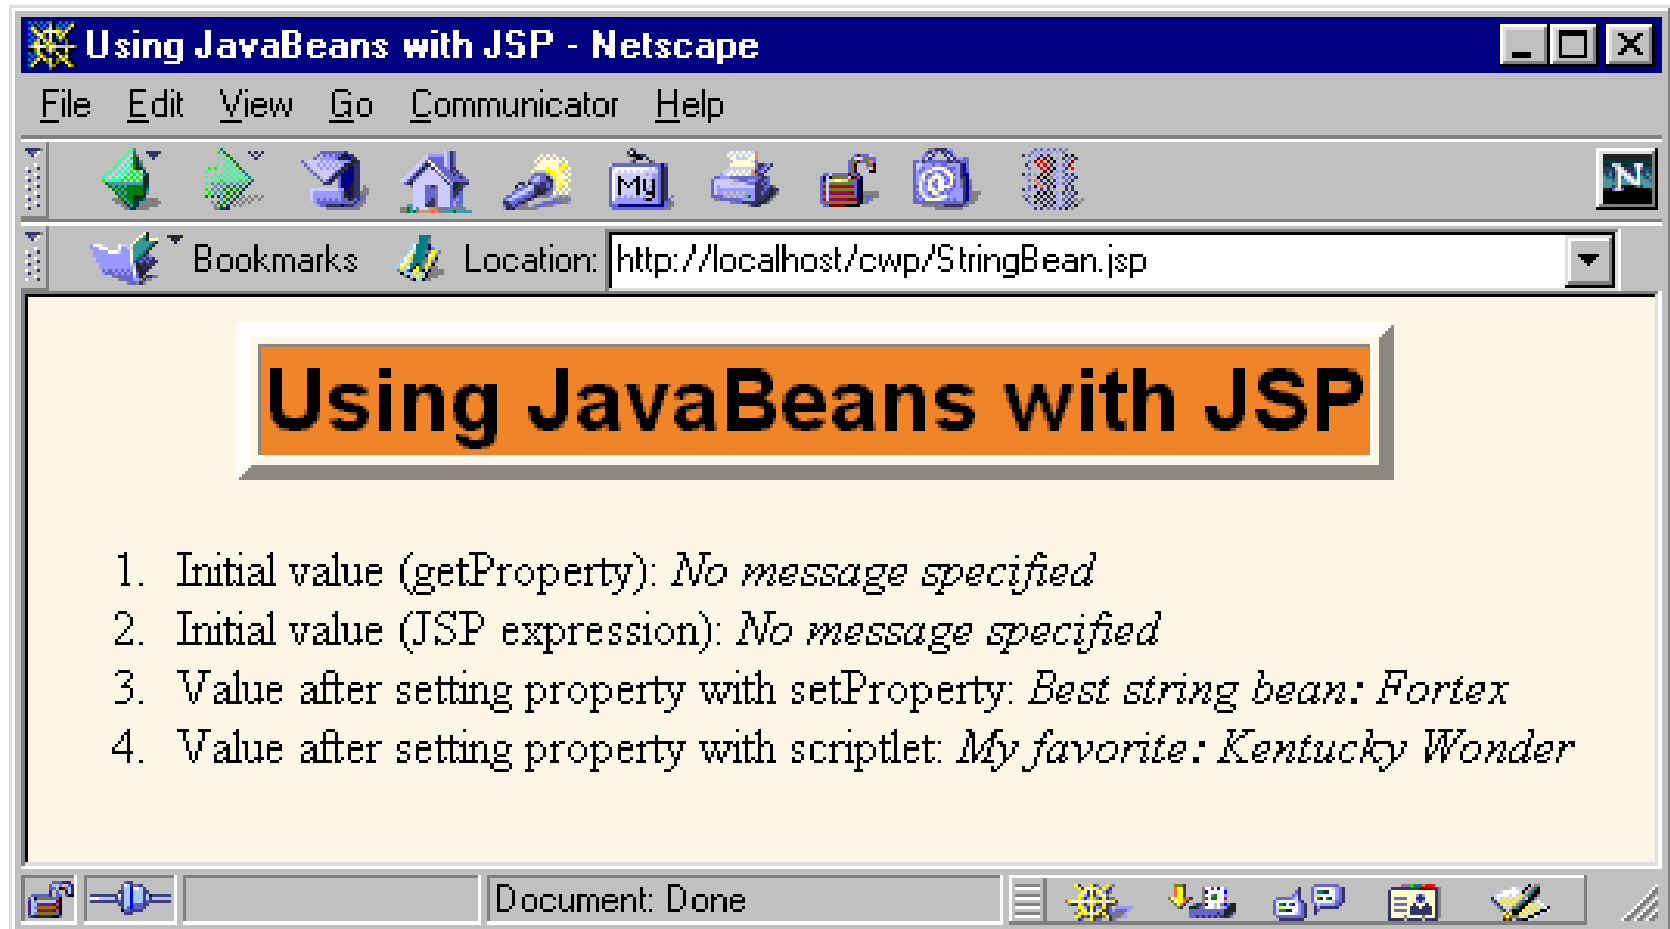 Using JavaBeans with JSP - Netscape
File Edit View Go Communicator Help
My
N
Bookmarks Location: http://localhost/cwp/StringBean.jsp
Using JavaBeans with JSP
1. Initial value (getProperty): No message specified
2. Initial value (JSP expression): No message specified
3. Value after setting property with setProperty: Best string bean: Fortex
4. Value after setting property with scriptlet: My favorite: Kentucky Wonder
Document: Done